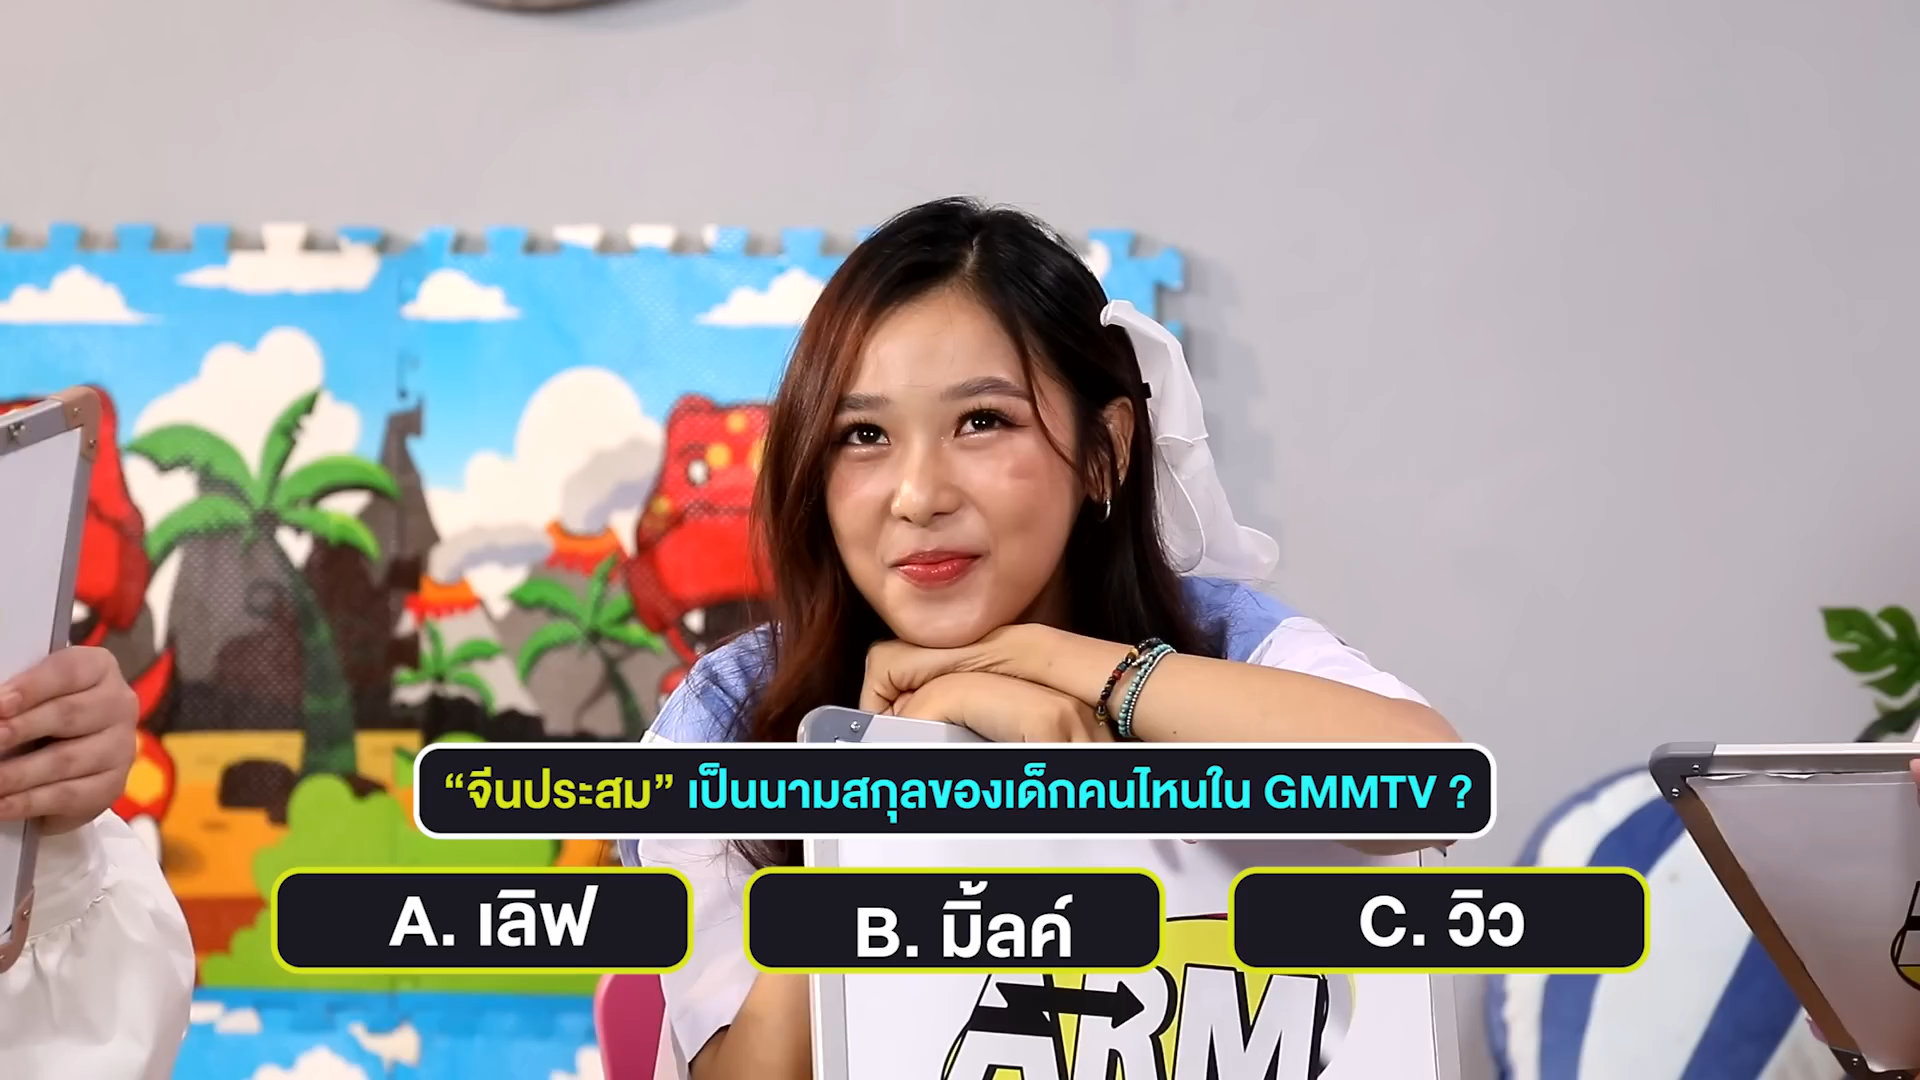 “จีนประสม” เป็นนามสกุลของเด็กคนไหนใน GMMTV ?
A. เลิฟ
B. มิ้ลค์
C. วิว
ARM